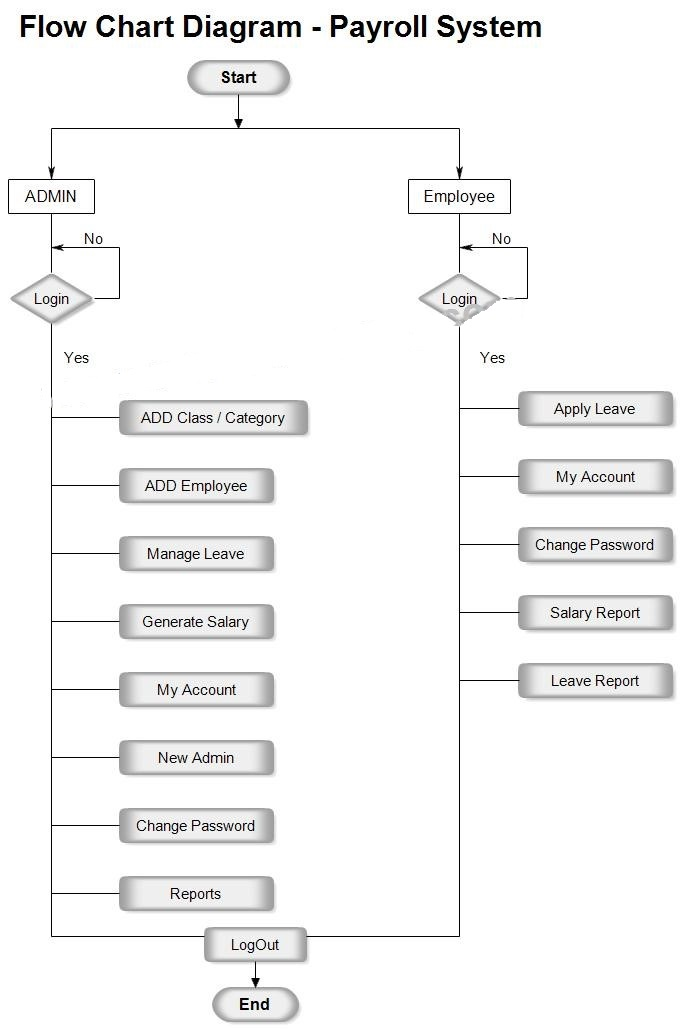 Flow Chart Diagram - Payroll System
Start
ADMIN
Employee
No
No
Login
Login
Yes
Yes
ADD Class / Category
Apply Leave
ADD Employee
My Account
Manage Leave
Change Password
Generate Salary
Salary Report
My Account
Leave Report
New Admin
Change Password
Reports
LogOut
End